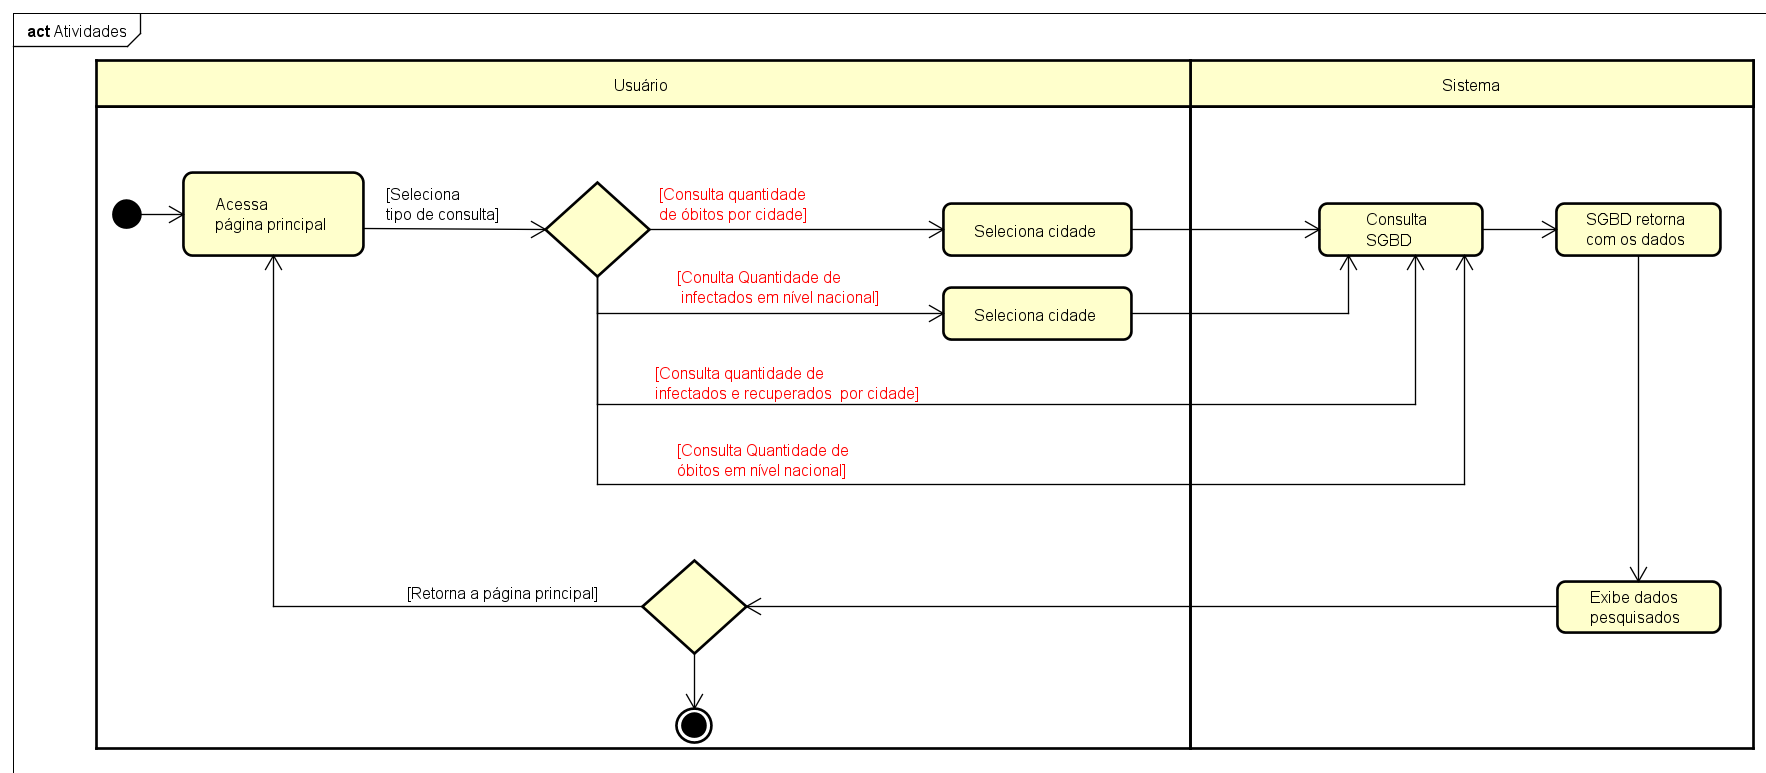 act Atividades
Usuário
Sistema
Acessa
página principal
[Seleciona
tipo de consulta]
[Consulta quantidade
de óbitos por cidade]
Seleciona cidade
Consulta
SGBD
SGBD retorna
com os dados
[Conulta Quantidade de
infectados em nível nacional]
Seleciona cidade
[Consulta quantidade de
infectados e recuperados por cidade]
[Consulta Quantidade de
óbitos em nível nacional]
[Retorna a página principal]
Exibe dados
pesquisados